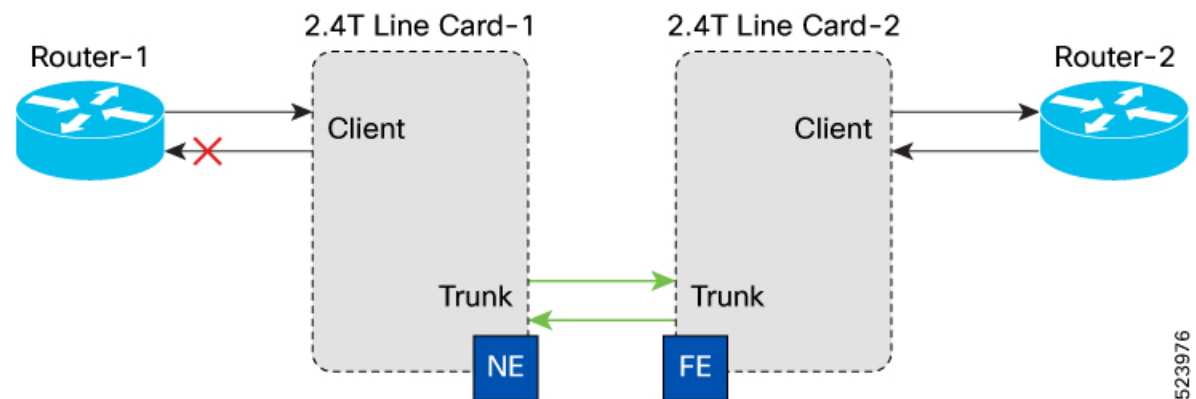 2.4T Line Card-1
2.4T Line Card-2
Router-1
Router-2
Client
Client
Trunk
Trunk
NE
FE
523976